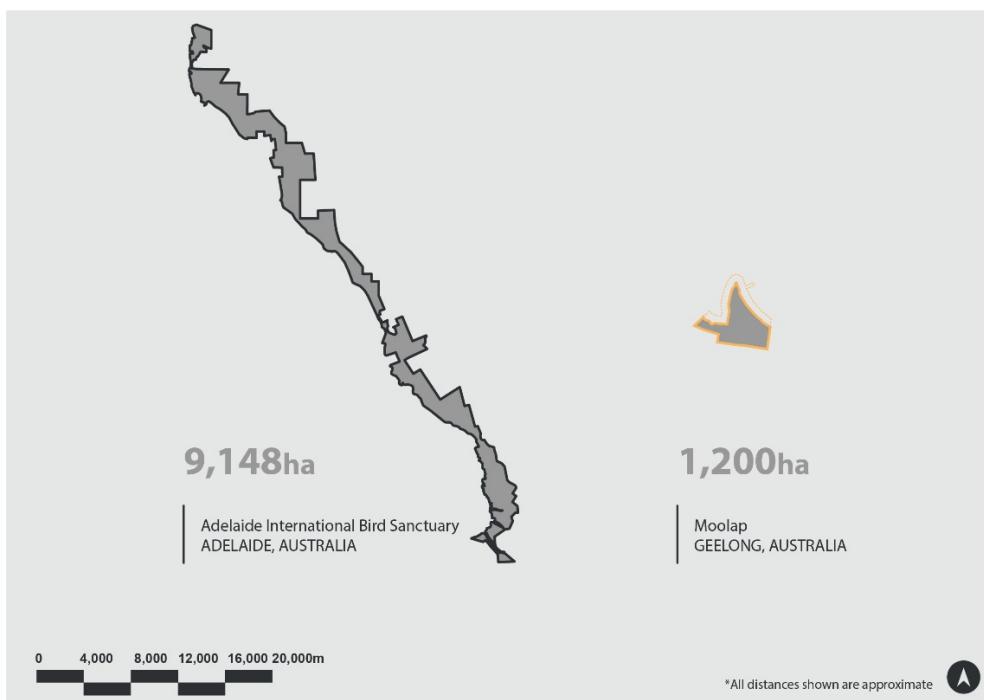 9,148ha
Adelaide International Bird Sanctuary
ADELAIDE, AUSTRALIA
1,200ha
Moolap
GEELONG, AUSTRALIA
0 4,000 8,000 12,000 16,000 20,000m
*All distances shown are approximate